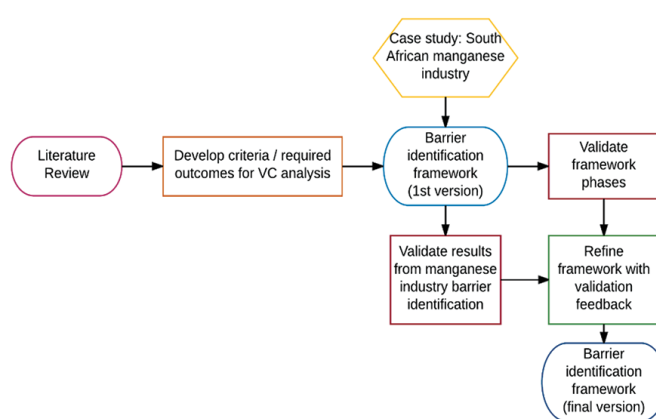 Case study: South
African manganese
industry
Literature
Review
Develop criteria / required
outcomes for VC analysis
Barrier
identification
framework
(1st version)
Validate
framework
phases
Validate results
from manganese
industry barrier
identification
Refine
framework with
validation
feedback
Barrier
identification
framework
(final version)